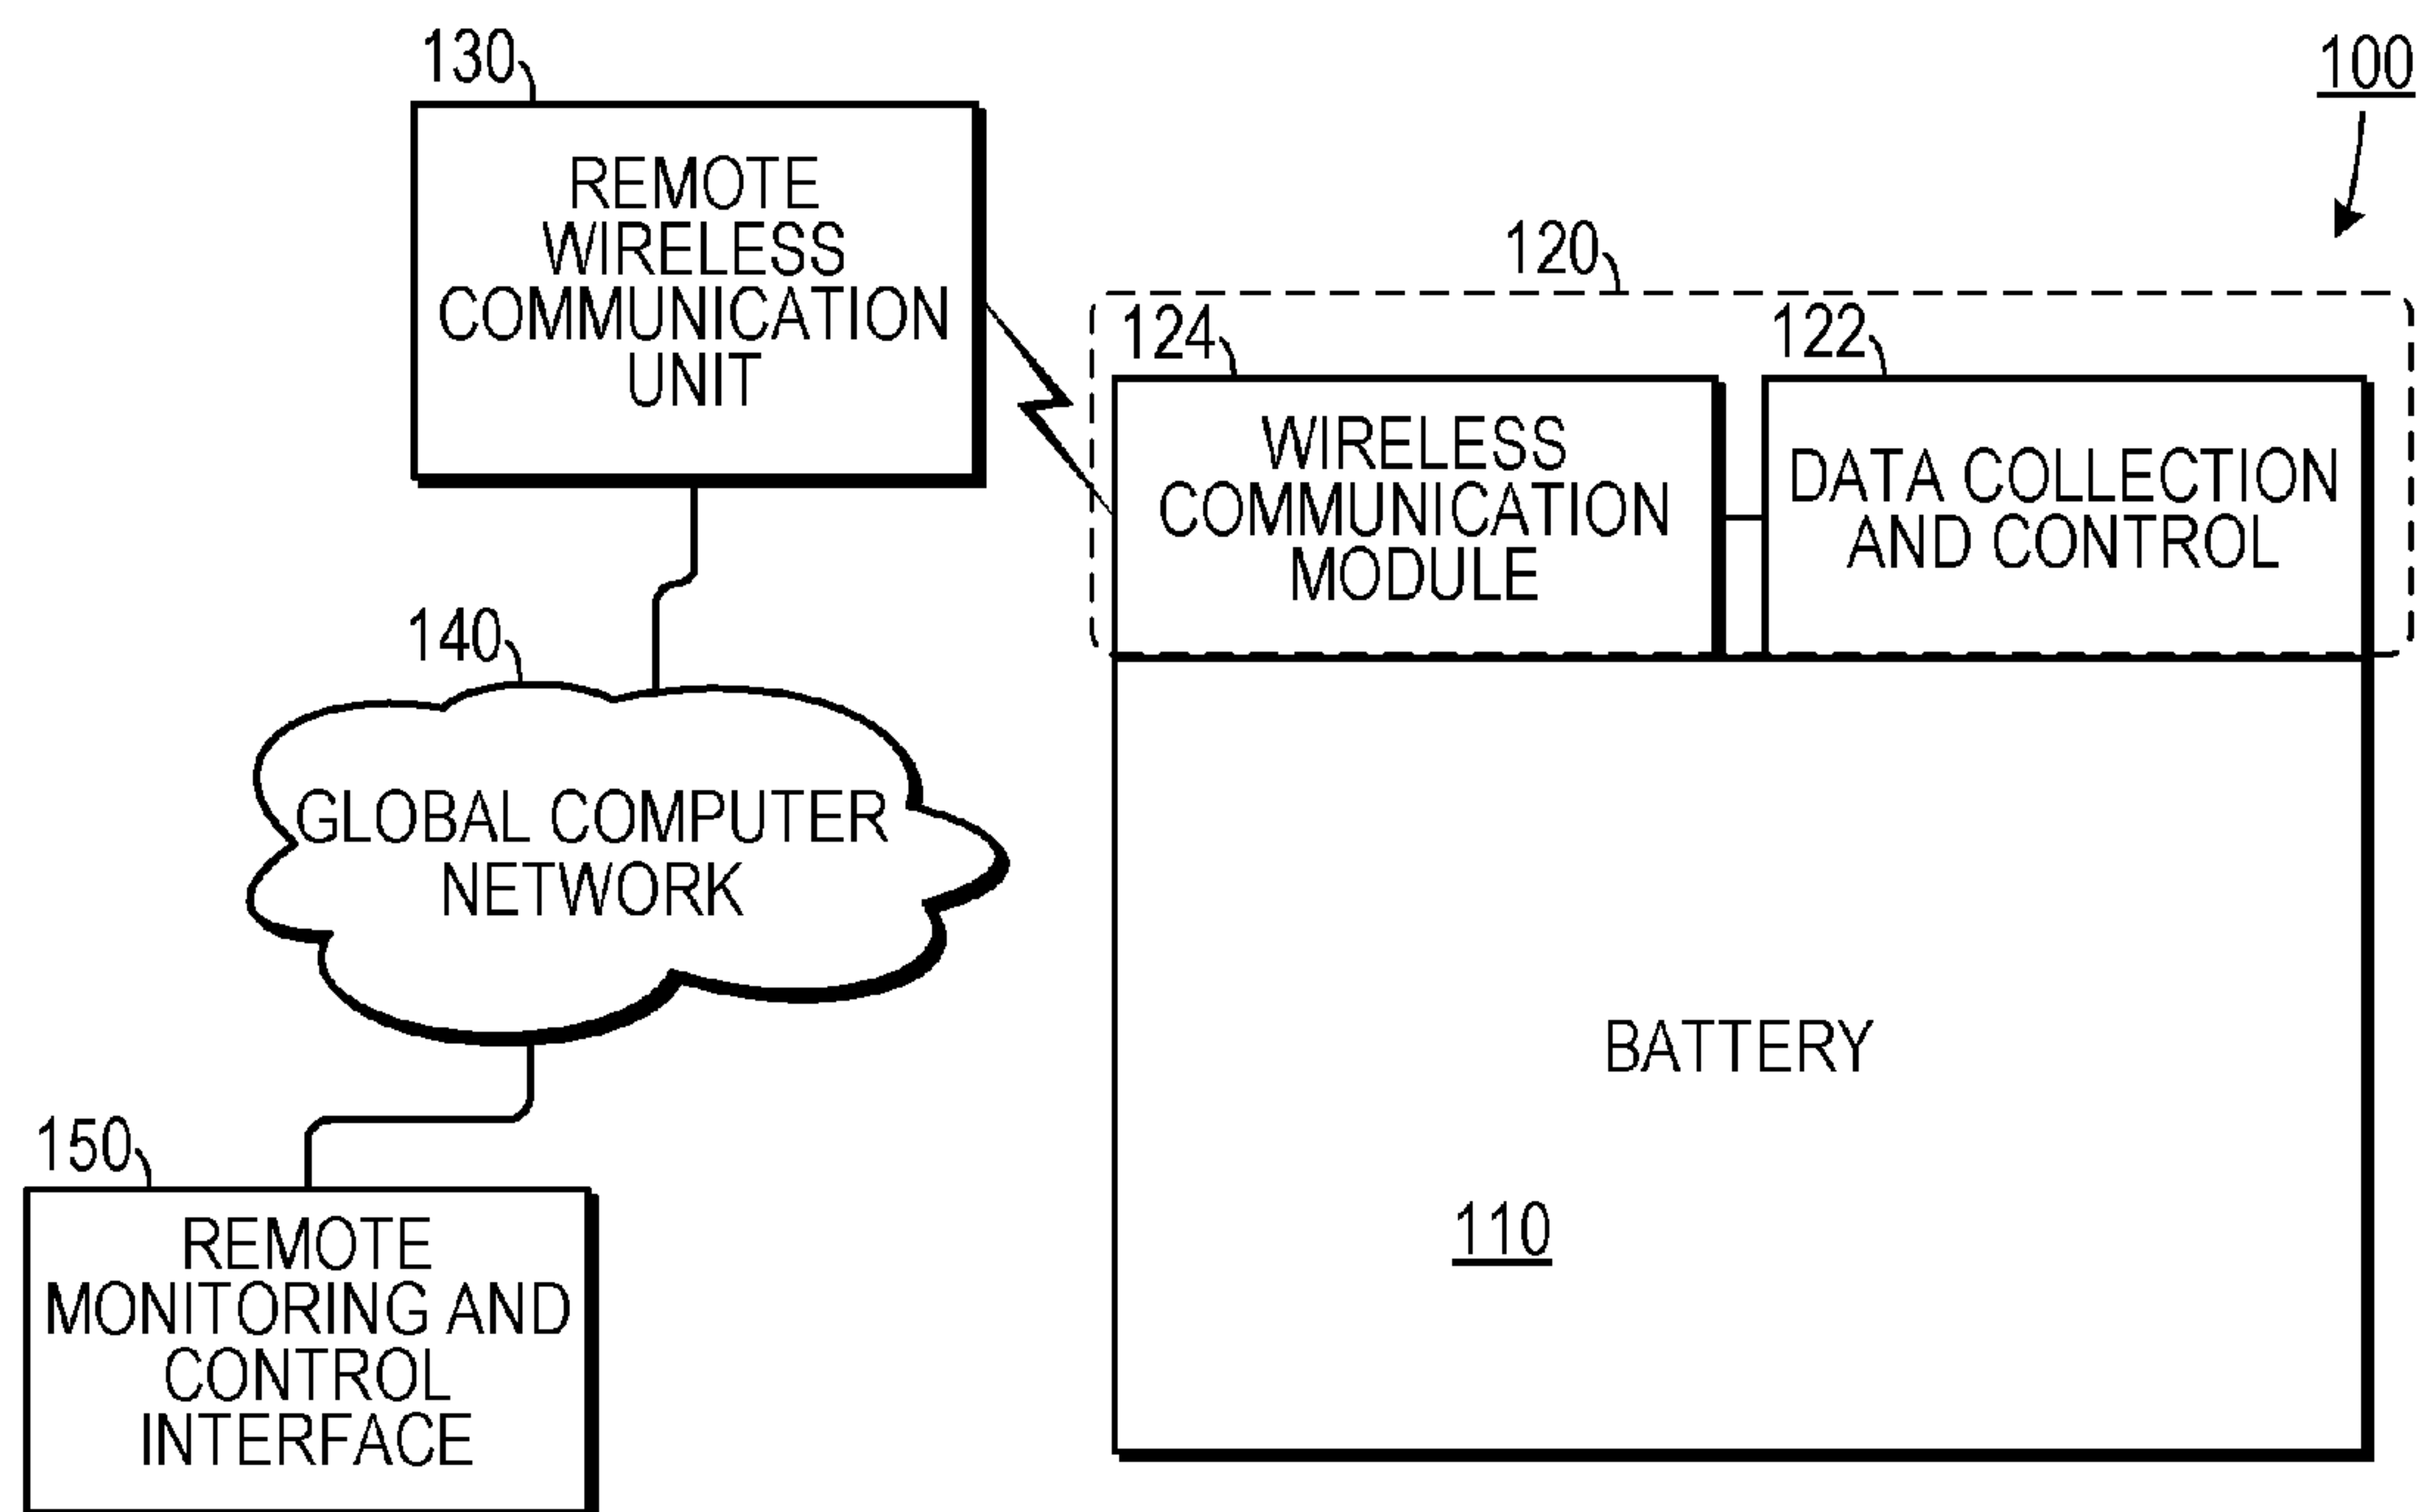 130
REMOTE
WIRELESS
COMMUNICATION
UNIT
100
120
124
WIRELESS
COMMUNICATION
MODULE
122
DATA COLLECTION
AND CONTROL
140
GLOBAL COMPUTER
NETWORK
BATTERY
110
150
REMOTE
MONITORING AND
CONTROL
INTERFACE